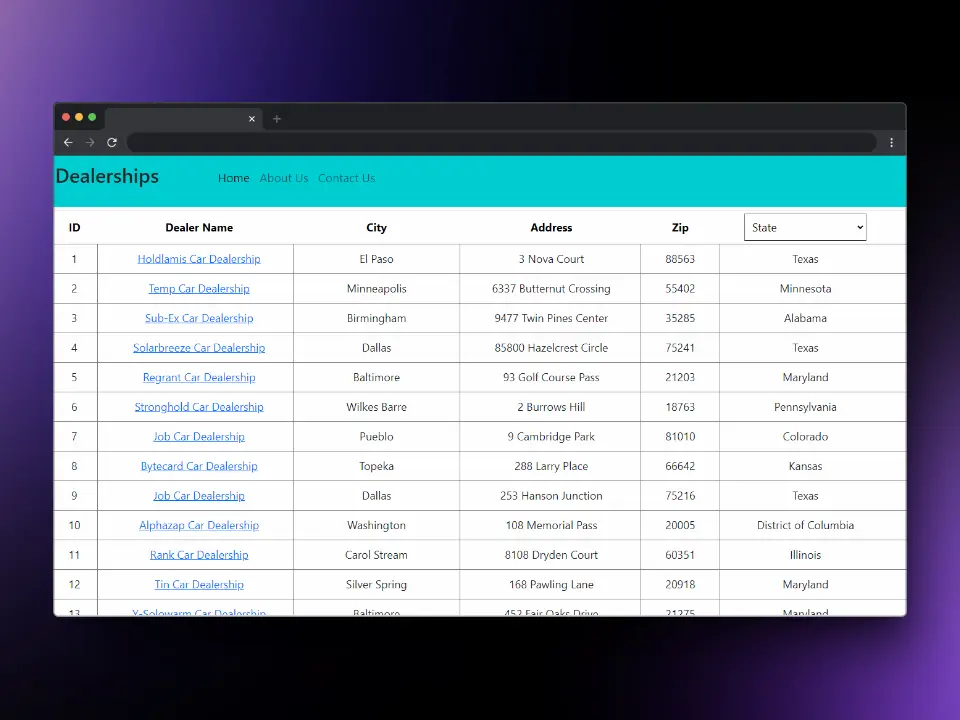 Dealerships Home About Us Contact Us
ID Dealer Name City Address Zip State
1 Holdlamis Car Dealership El Paso 3 Nova Court 88563 Texas
2 Temp Car Dealership Minneapolis 6337 Butternut Crossing 55402 Minnesota
3 Sub-Ex Car Dealership Birmingham 9477 Twin Pines Center 35285 Alabama
4 Solarbreeze Car Dealership Dallas 85800 Hazelcrest Circle 75241 Texas
5 Regrant Car Dealership Baltimore 93 Golf Course Pass 21203 Maryland
6 Stronghold Car Dealership Wilkes Barre 2 Burrows Hill 18763 Pennsylvania
7 Job Car Dealership Pueblo 9 Cambridge Park 81010 Colorado
8 Bytecard Car Dealership Topeka 288 Larry Place 66642 Kansas
9 Job Car Dealership Dallas 253 Hanson Junction 75216 Texas
10 Alphazap Car Dealership Washington 108 Memorial Pass 20005 District of Columbia
11 Rank Car Dealership Carol Stream 8108 Dryden Court 60351 Illinois
12 Tin Car Dealership Silver Spring 168 Pawling Lane 20918 Maryland
13 Y-Solowarm Car Dealership Baltimore 452 Fair Oaks Drive 21275 Maryland